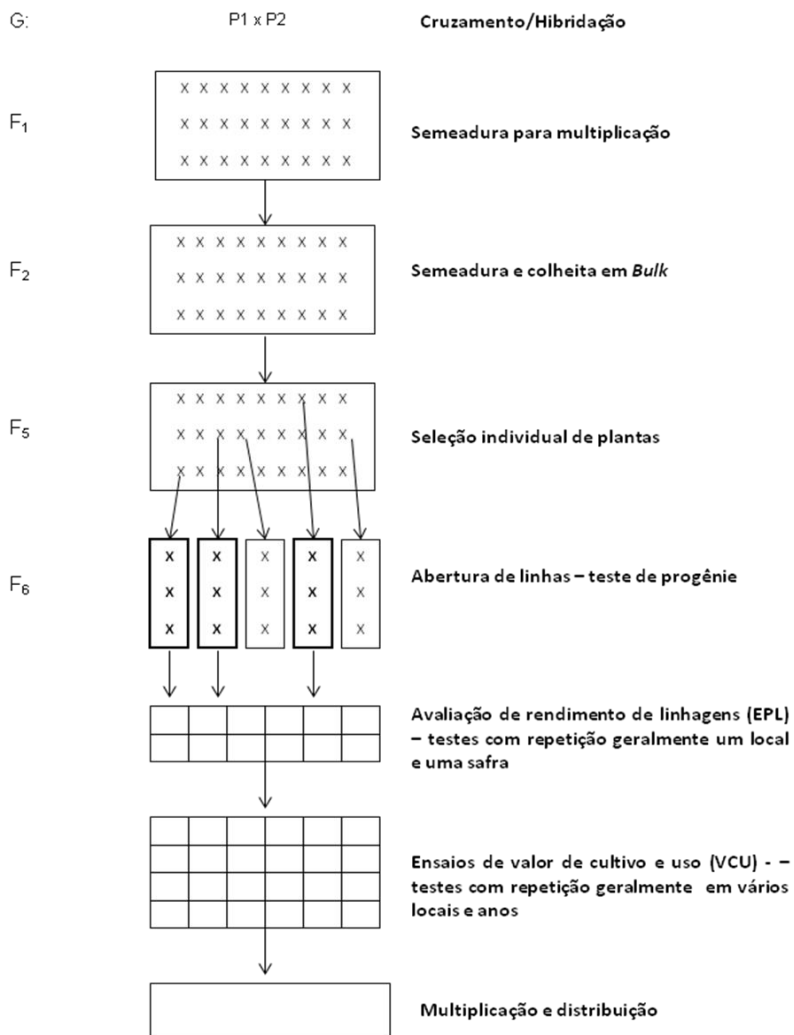 G: P1 x P2 Cruzamento/Hibridação
X X X X X X X X X
F1 X X X X X X X X X Semeadura para multiplicação
X X X X X X X X X
X X X X X X X X X
F2 X X X X X X X X X Semeadura e colheita em Bulk
X X X X X X X X X
X X X X X X X X X
F5 X X X X X X X X X Seleção individual de plantas
X X X X X X X X X
X X X X X
F6 X X X X X Abertura de linhas – teste de progênie
X X X X X
Avaliação de rendimento de linhagens (EPL)
– testes com repetição geralmente um local
e uma safra
Ensaios de valor de cultivo e uso (VCU) - –
testes com repetição geralmente em vários
locais e anos
Multiplicação e distribuição